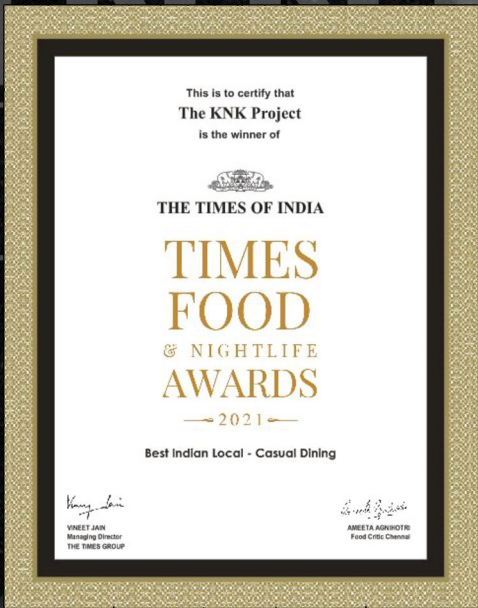 This is to certify that
The KNK Project
is the winner of
THE TIMES OF INDIA
TIMES
FOOD
& NIGHTLIFE
AWARDS
2021
Best Indian Local - Casual Dining
VINEET JAIN
Managing Director
THE TIMES GROUP
AMEETA AGNIHOTRI
Food Critic Chennai